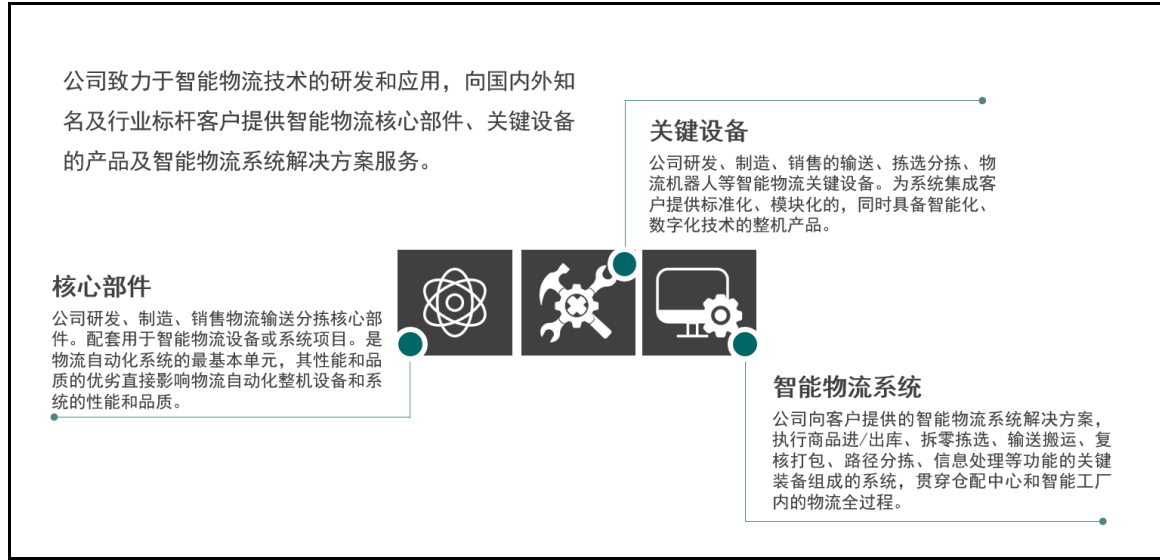 公司致力于智能物流技术的研发和应用，向国内外知
名及行业标杆客户提供智能物流核心部件、关键设备
的产品及智能物流系统解决方案服务。
关键设备
公司研发、制造、销售的输送、拣选分拣、物
流机器人等智能物流关键设备。为系统集成客
户提供标准化、模块化的，同时具备智能化、
数字化技术的整机产品。
核心部件
公司研发、制造、销售物流输送分拣核心部
件。配套用于智能物流设备或系统项目。是
物流自动化系统的最基本单元，其性能和品
质的优劣直接影响物流自动化整机设备和系
统的性能和品质。
智能物流系统
公司向客户提供的智能物流系统解决方案，
执行商品进/出库、拆零拣选、输送搬运、复
核打包、路径分拣、信息处理等功能的关键
装备组成的系统，贯穿仓配中心和智能工厂
内的物流全过程。